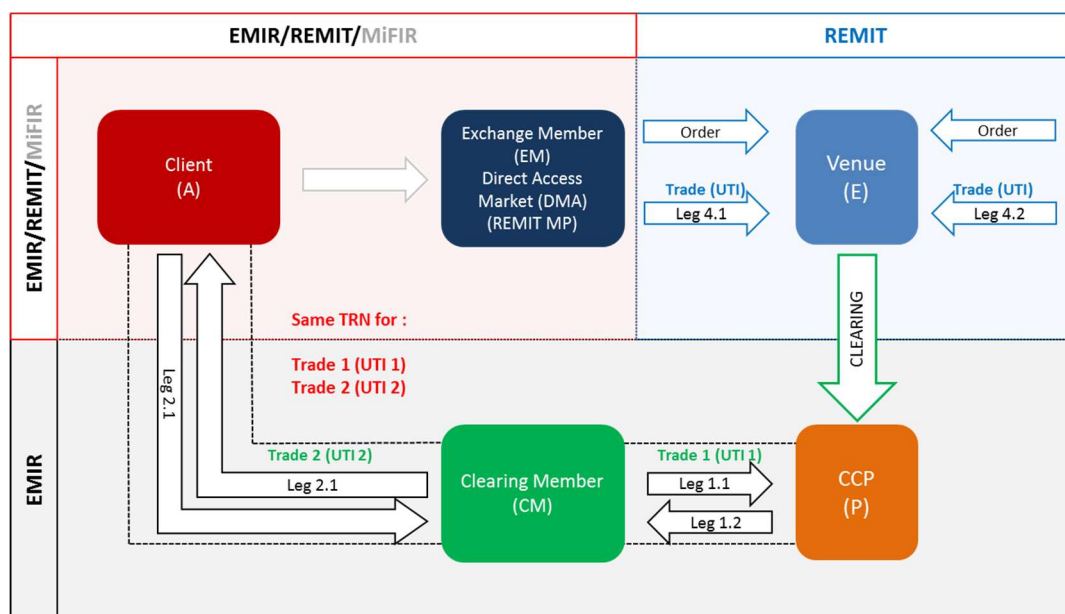 EMIR/REMIT/MiFIR
REMIT
EMIR/REMIT/MiFIR
Client
(A)
Exchange Member
(EM)
Direct Access
Market (DMA)
(REMIT MP)
Order
Venue
(E)
Order
Trade (UTI)
Leg 4.1
Trade (UTI)
Leg 4.2
CLEARING
Same TRN for :
Trade 1 (UTI 1)
Trade 2 (UTI 2)
Leg 2.1
EMIR
Trade 2 (UTI 2)
Leg 2.1
Clearing Member
(CM)
Trade 1 (UTI 1)
Leg 1.1
Leg 1.2
CCP
(P)